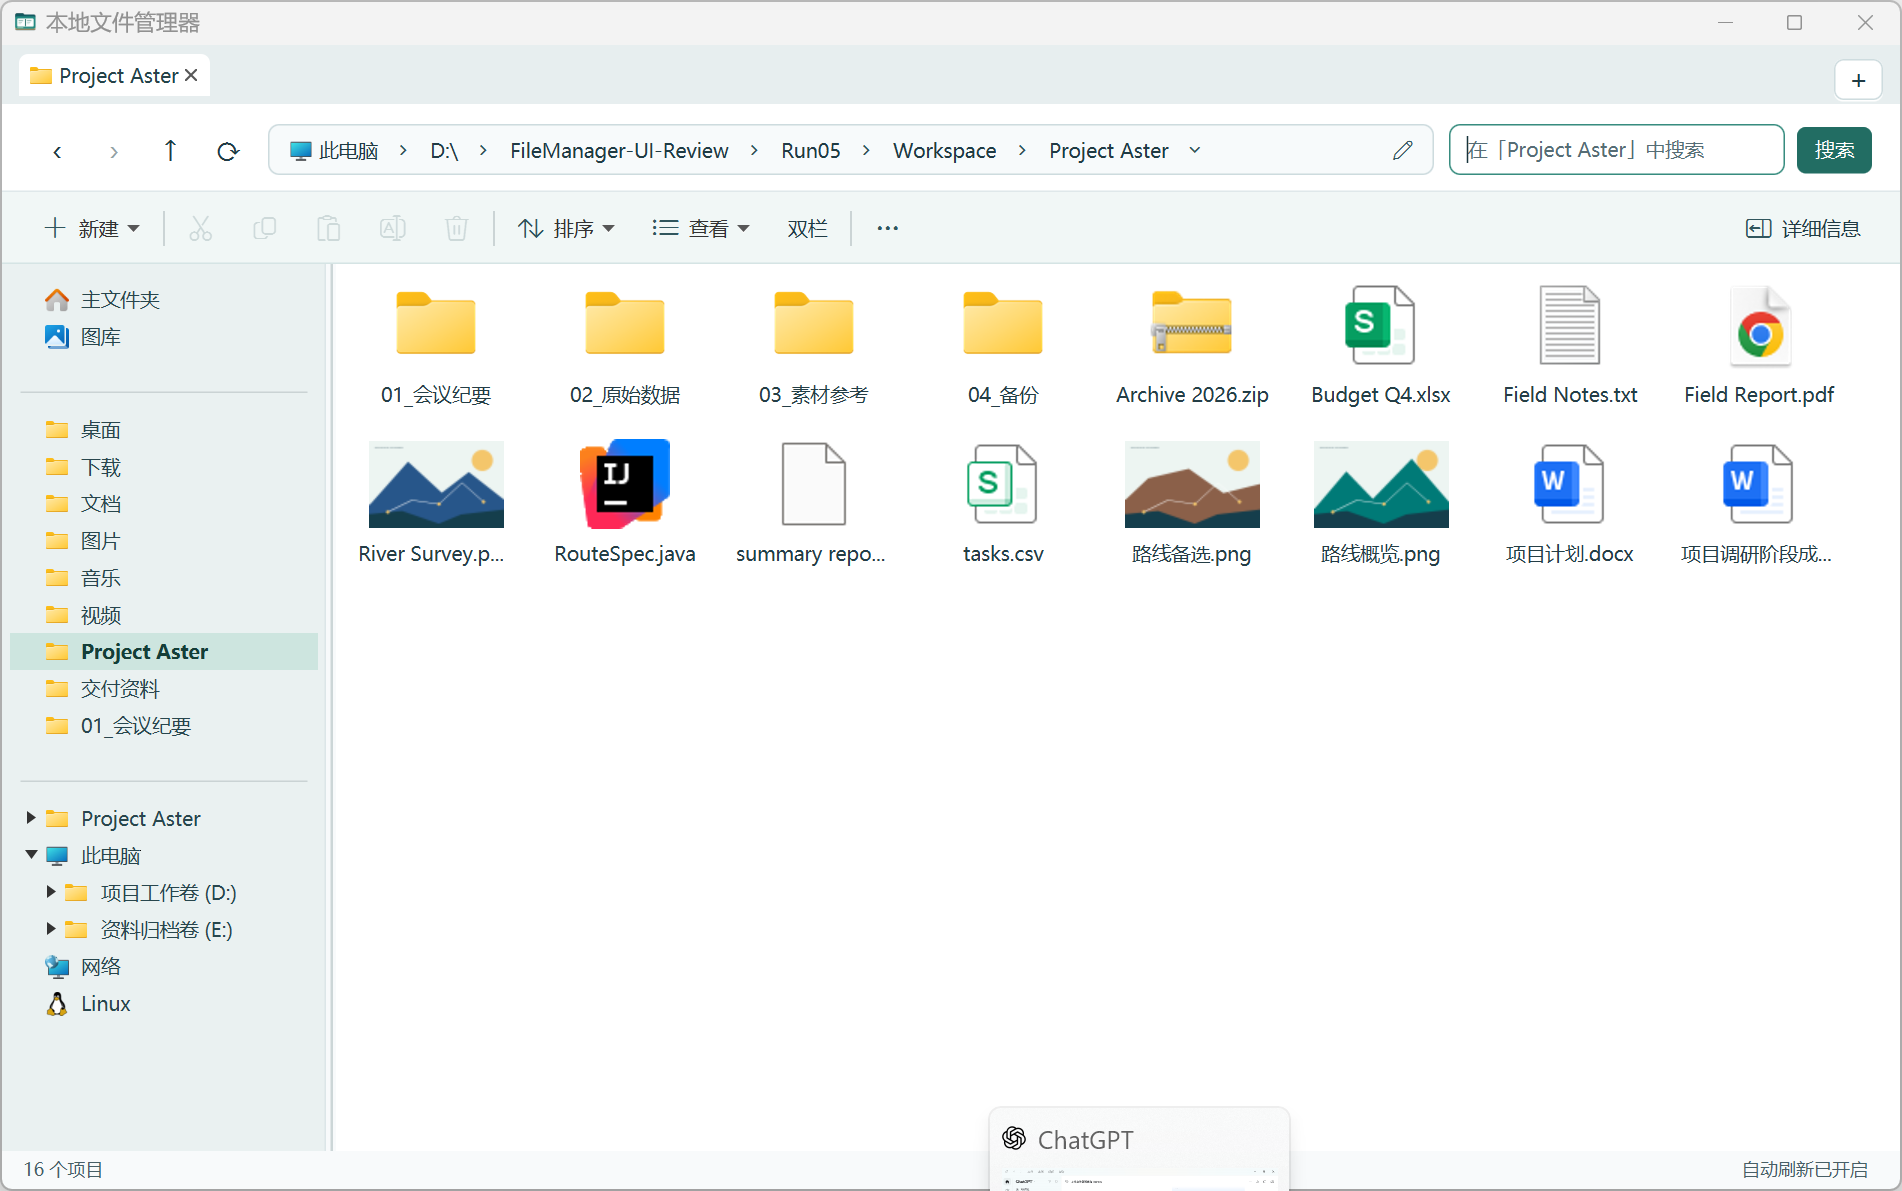 本地文件管理器
Project Aster
此电脑 D:\ FileManager-UI-Review Run05 Workspace Project Aster
在「Project Aster」中搜索
搜索
新建
排序
查看
双栏
详细信息
主文件夹
图库
桌面
下载
文档
图片
音乐
视频
Project Aster
交付资料
01_会议纪要
Project Aster
此电脑
项目工作卷 (D:)
资料归档卷 (E:)
网络
Linux
01_会议纪要
02_原始数据
03_素材参考
04_备份
Archive 2026.zip
Budget Q4.xlsx
Field Notes.txt
Field Report.pdf
River Survey.p...
RouteSpec.java
summary repo...
tasks.csv
路线备选.png
路线概览.png
项目计划.docx
项目调研阶段成...
ChatGPT
16 个项目
自动刷新已开启